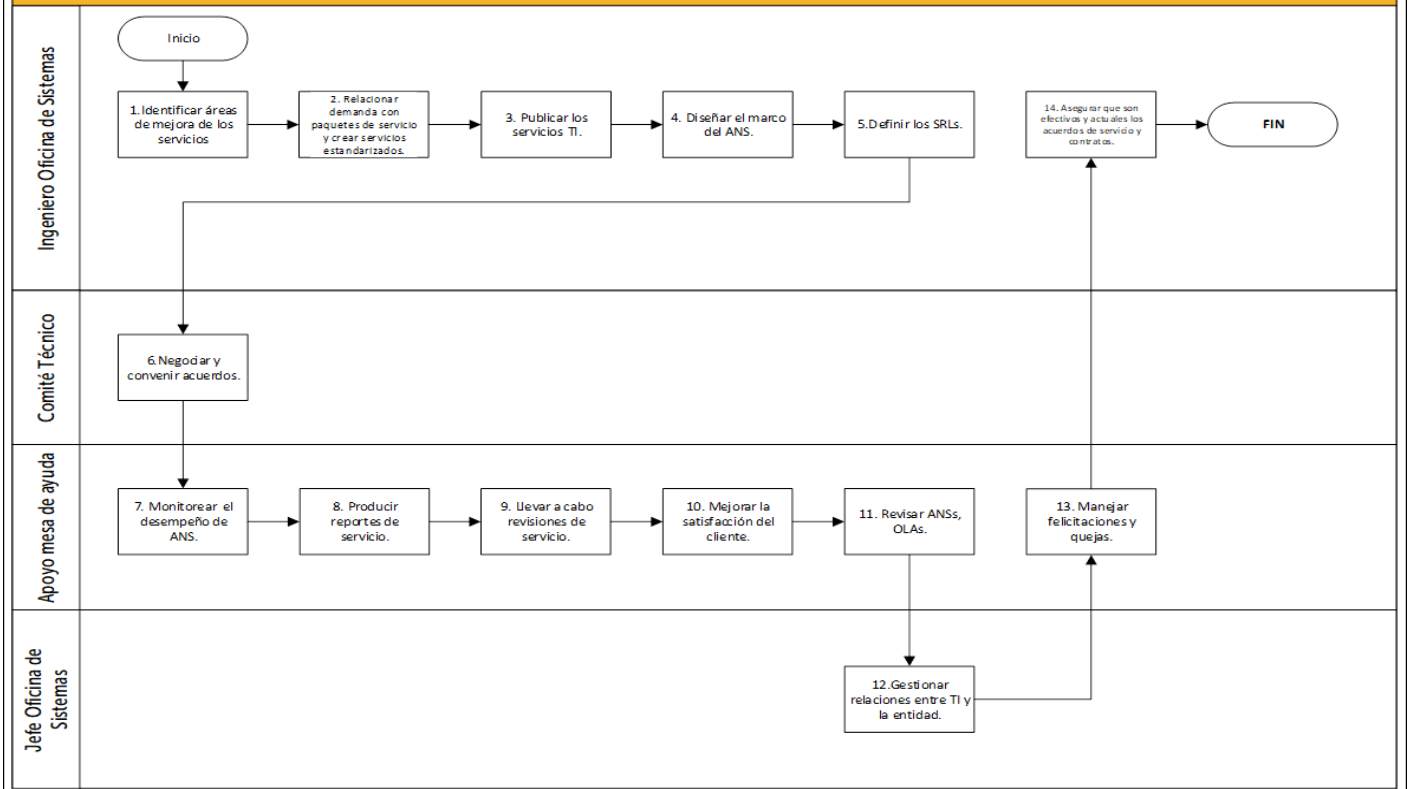 Ingeniero Oficina de Sistemas
Inicio
1.Identificar áreas
de mejora de los
servicios
2. Relacionar
demanda con
paquetes de servicio
y crear servicios
estandarizados.
3. Publicar los
servicios TI.
4. Diseñar el marco
del ANS.
5.Definir los SRLs.
14. Asegurar que son
efectivos y actuales los
acuerdos de servicio y
contratos.
FIN
Comité Técnico
6.Negociar y
convenir acuerdos.
Apoyo mesa de ayuda
7. Monitorear el
desempeño de
ANS.
8. Producir
reportes de
servicio.
9. Llevar a cabo
revisiones de
servicio.
10. Mejorar la
satisfacción del
cliente.
11. Revisar ANSs,
OLAs.
13. Manejar
felicitaciones y
quejas.
Jefe Oficina de
Sistemas
12.Gestionar
relaciones entre TI y
la entidad.